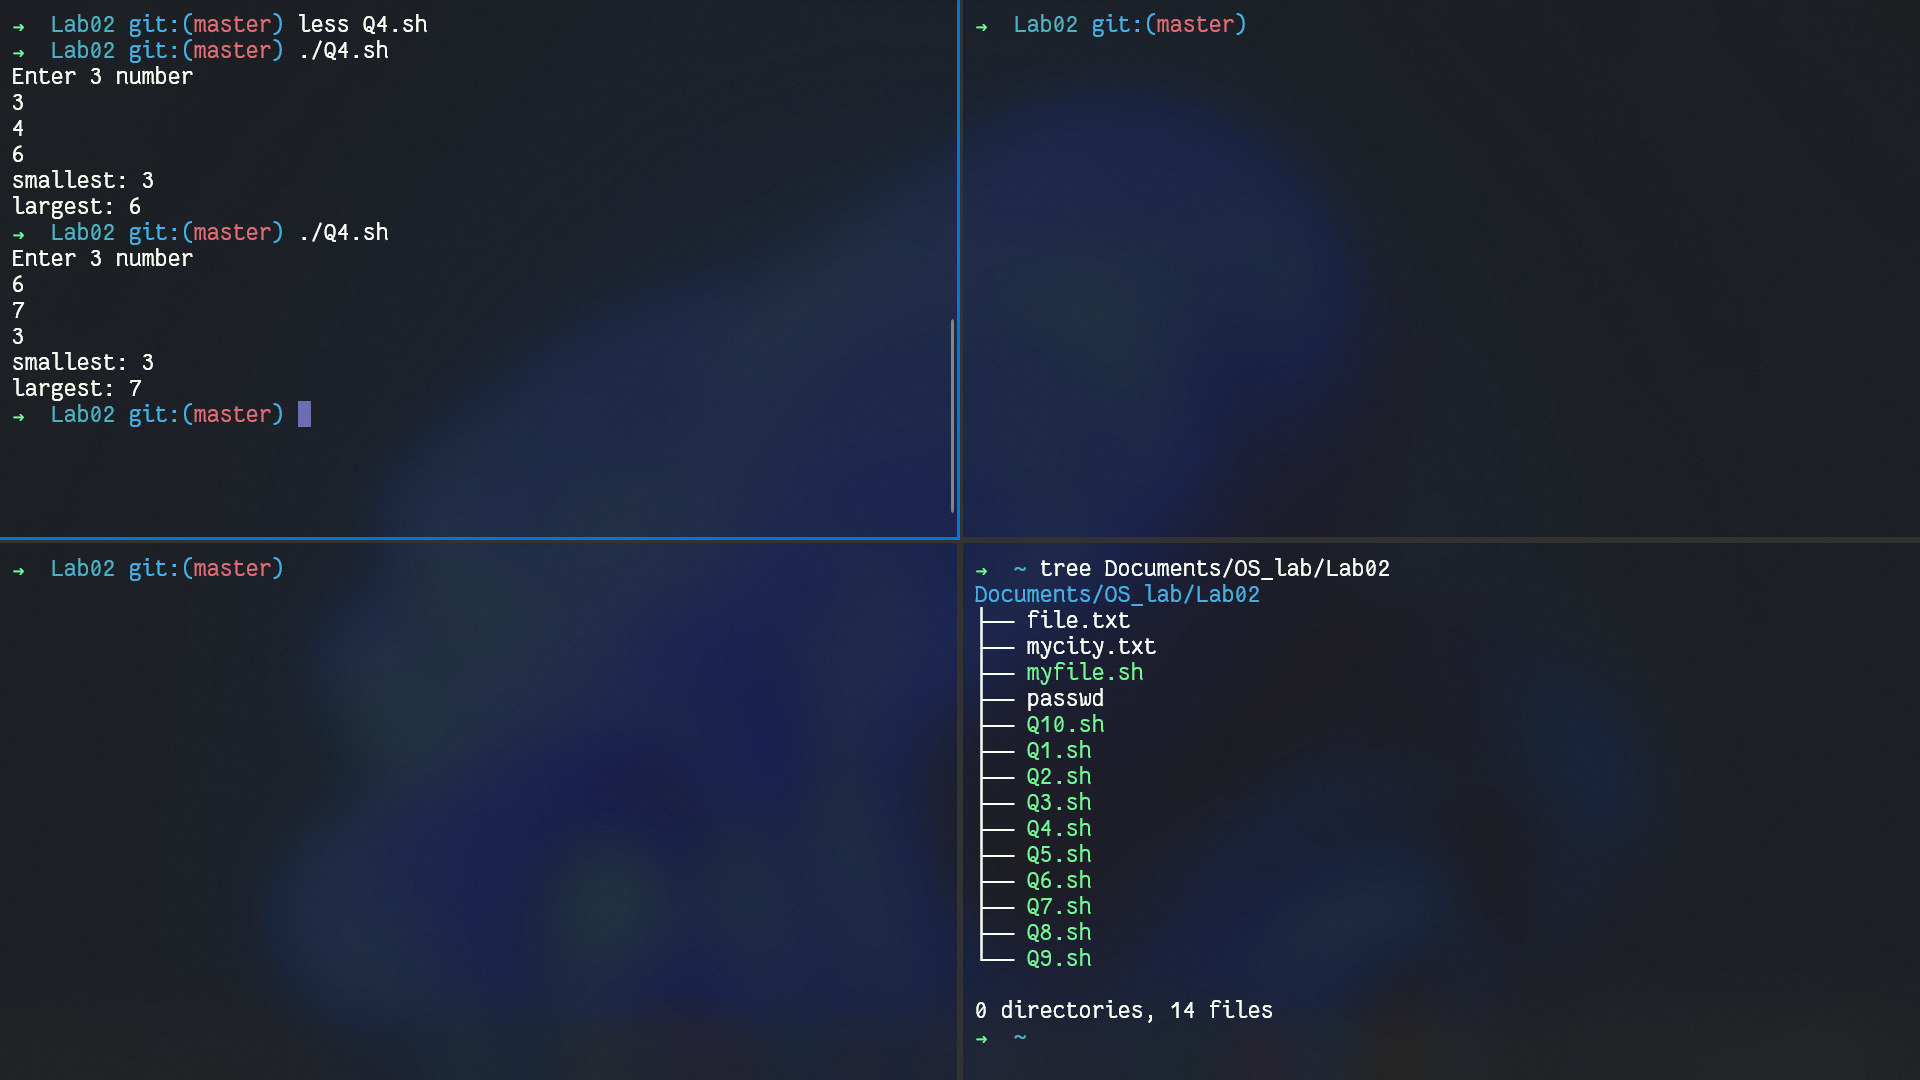 →  Lab02 git:(master) less Q4.sh
→  Lab02 git:(master) ./Q4.sh
Enter 3 number
3
4
6
smallest: 3
largest: 6
→  Lab02 git:(master) ./Q4.sh
Enter 3 number
6
7
3
smallest: 3
largest: 7
→  Lab02 git:(master)
→  Lab02 git:(master)
→  Lab02 git:(master)
→  ~ tree Documents/OS_lab/Lab02
Documents/OS_lab/Lab02
├── file.txt
├── mycity.txt
├── myfile.sh
├── passwd
├── Q10.sh
├── Q1.sh
├── Q2.sh
├── Q3.sh
├── Q4.sh
├── Q5.sh
├── Q6.sh
├── Q7.sh
├── Q8.sh
└── Q9.sh
0 directories, 14 files
→  ~